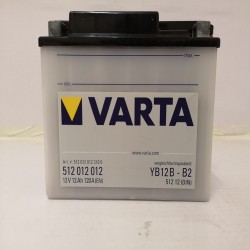 VARTA
www.varta.com
512 012 012
12V 12Ah 120A (EN)
YB12B - B2
512 12 (DIN)